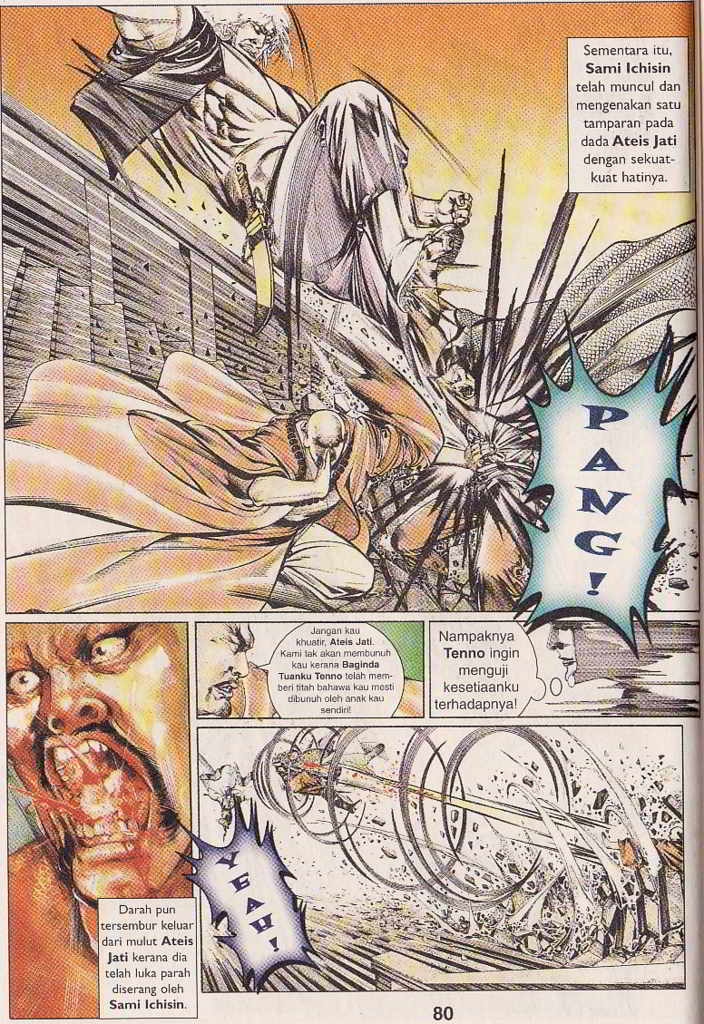 Sementara itu,
Sami Ichisin
telah muncul dan
mengenakan satu
tamparan pada
dada Ateis Jati
dengan sekuat-
kuat hatinya.
PANG!
Jangan kau
khuatir, Ateis Jati.
Kami tak akan membunuh
kau kerana Baginda
Tuanku Tenno telah mem-
beri titah bahawa kau mesti
dibunuh oleh anak kau
sendiri!
Nampaknya
Tenno ingin
menguji
kesetiaanku
terhadapnya!
Darah pun
tersembur keluar
dari mulut Ateis
Jati kerana dia
telah luka parah
diserang oleh
Sami Ichisin.
YEAH!
80